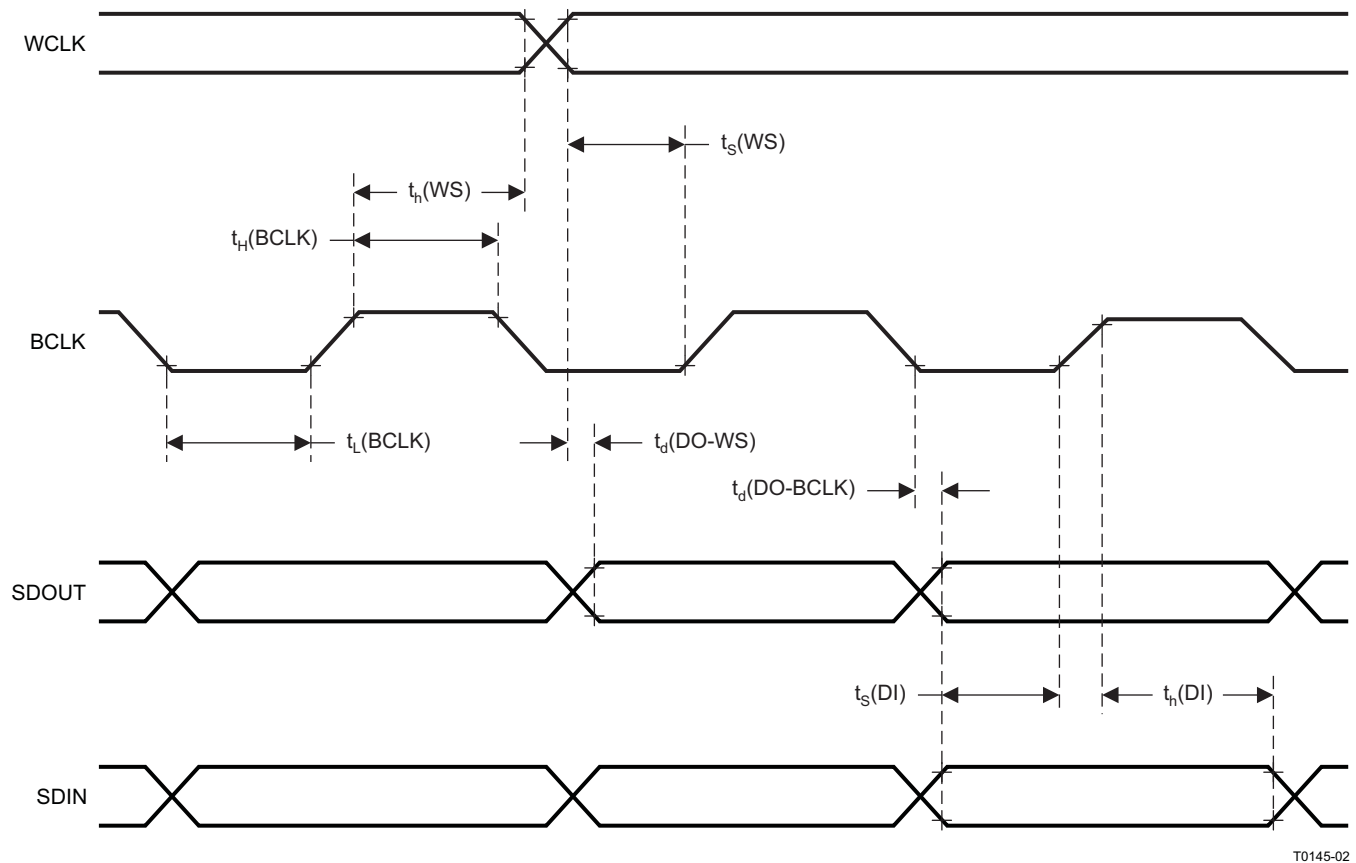 WCLK
tS(WS)
th(WS)
tH(BCLK)
BCLK
tL(BCLK)
td(DO-WS)
td(DO-BCLK)
SDOUT
tS(DI)
th(DI)
SDIN
T0145-02